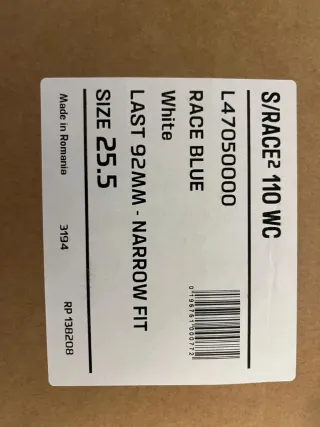 S/RACE² 110 WC
L47050000
RACE BLUE
White
LAST 92MM - NARROW FIT
SIZE 25.5
Made in Romania 3194 RP 138208
0195751000772